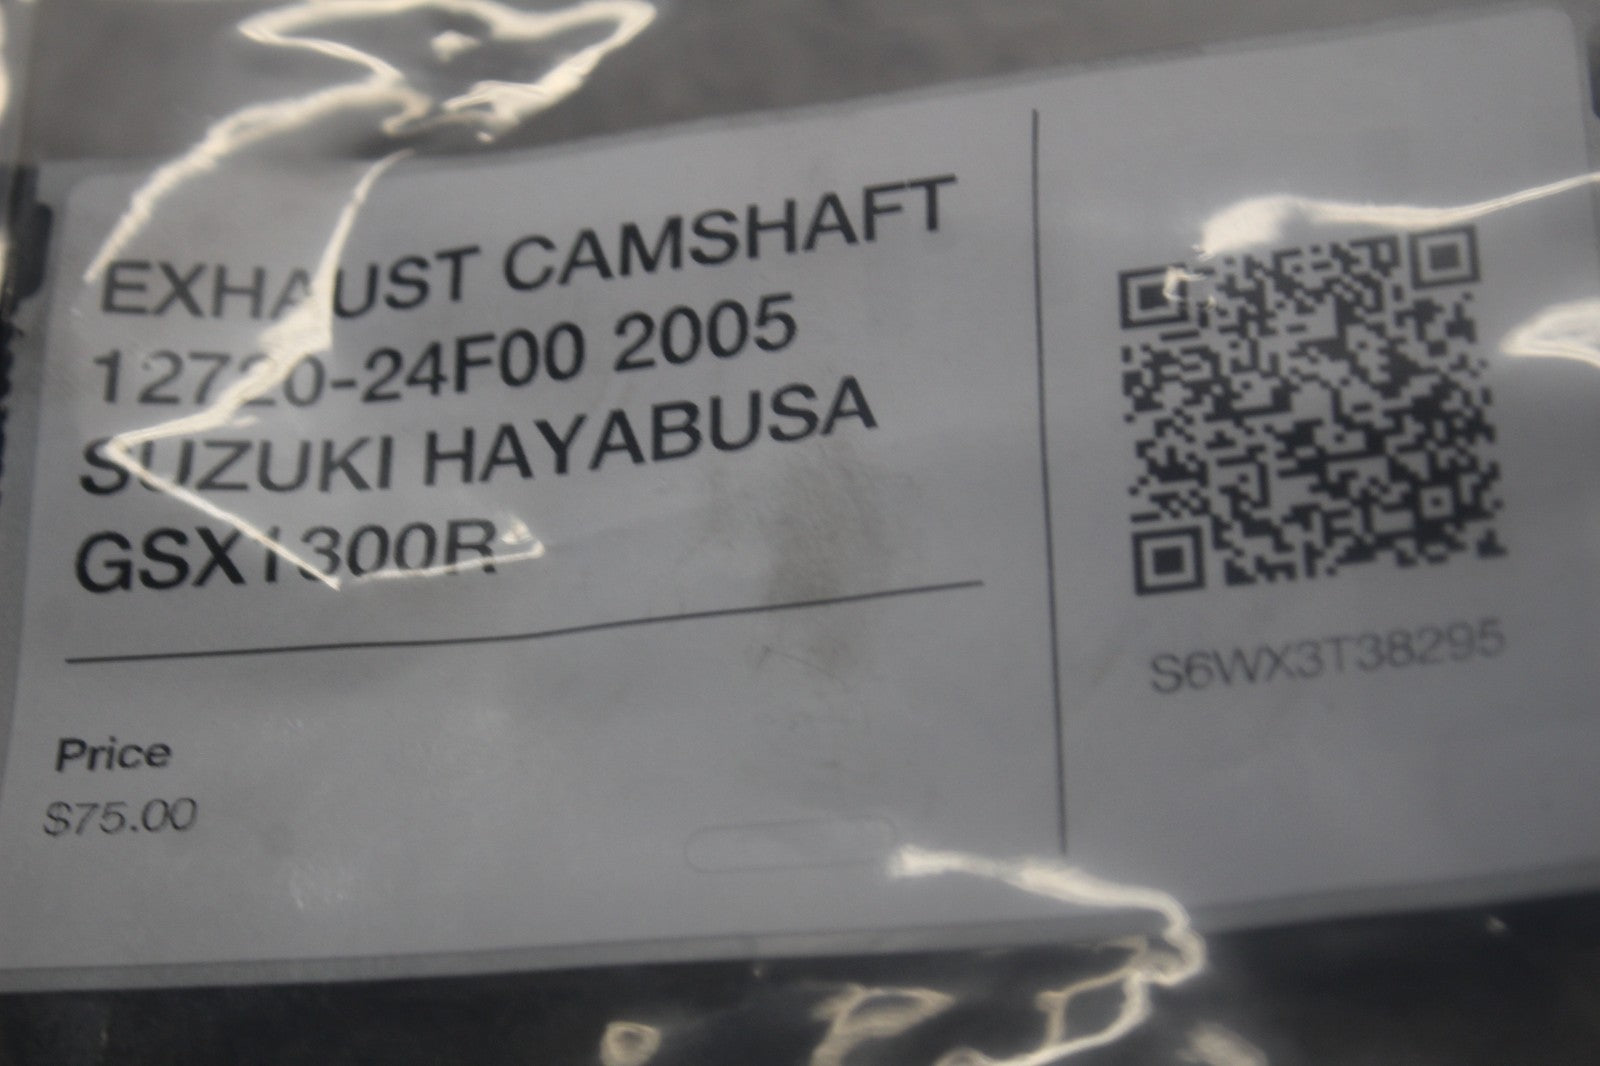 EXHAUST CAMSHAFT
12720-24F00 2005
SUZUKI HAYABUSA
GSX1300R
Price
$75.00
S6WX3T38295